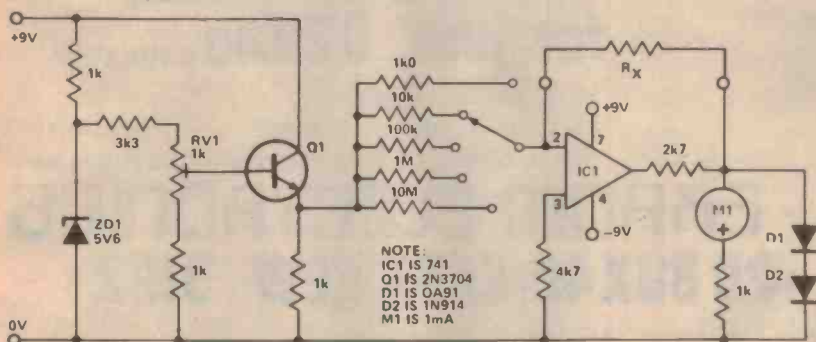 +9V
1k
3k3
RV1
1k
ZD1
5V6
1k
0V
Q1
1k
1k0
10k
100k
1M
10M
NOTE:
IC1 IS 741
Q1 IS 2N3704
D1 IS OA91
D2 IS 1N914
M1 IS 1mA
RX
+9V
2
7
IC1
3
4
-9V
4k7
2k7
M1
+
1k
D1
D2